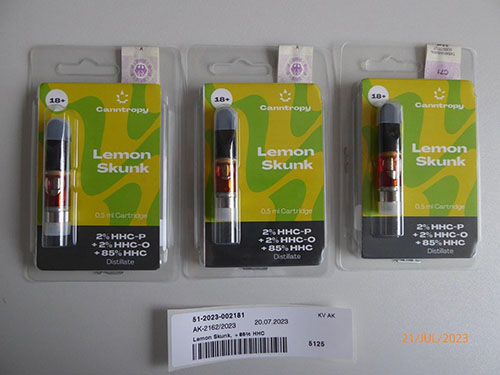 18+
Canntropy
Lemon
Skunk
0.5 ml Cartridge
2% HHC-P
+ 2% HHC-O
+ 85% HHC
Distillate
18+
Canntropy
Lemon
Skunk
0.5 ml Cartridge
2% HHC-P
+ 2% HHC-O
+ 85% HHC
Distillate
18+
Canntropy
Lemon
Skunk
0.5 ml Cartridge
2% HHC-P
+ 2% HHC-O
+ 85% HHC
Distillate
51-2023-002181
KV AK
AK-2162/2023 20.07.2023
Lemon Skunk, + 85% HHC
5125
21/JUL/2023